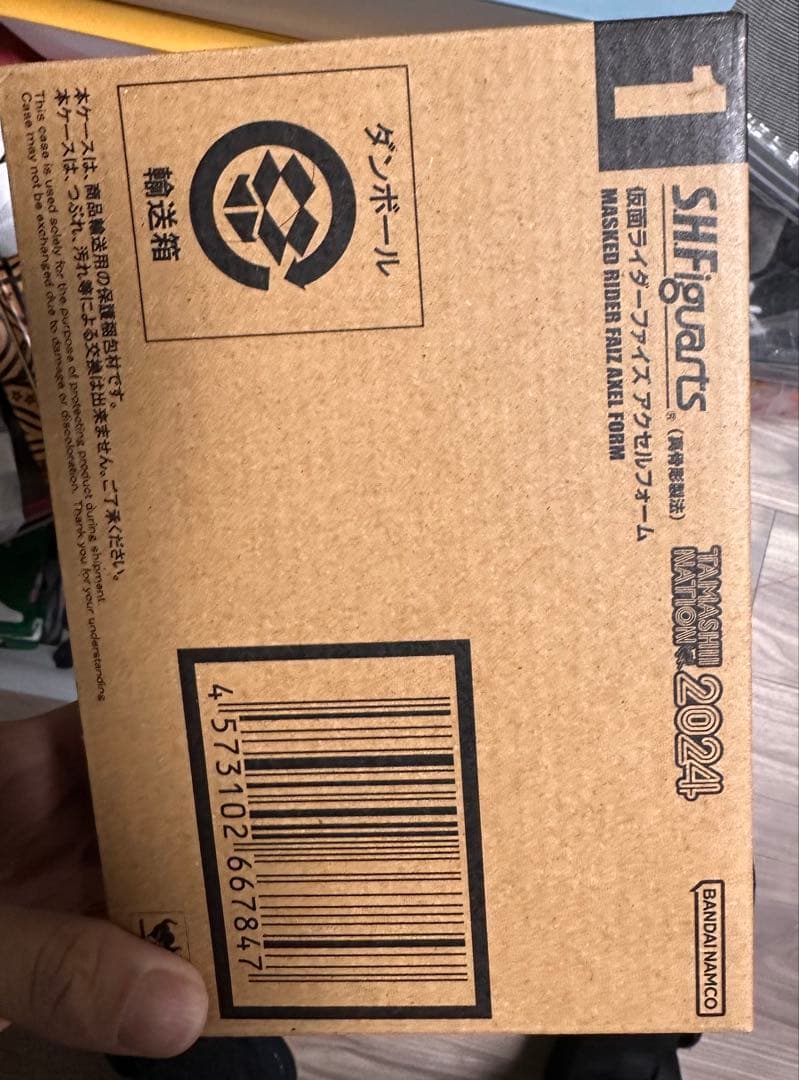 1
S.H.Figuarts® (真骨彫製法)
仮面ライダーファイズ アクセルフォーム
MASKED RIDER FAIZ AXEL FORM
TAMASHII NATION 2024
BANDAI NAMCO
ダンボール
輸送箱
本ケースは、商品輸送用の保護梱包材です。
本ケースは、つぶれ、汚れ等による交換は出来ません。ご了承ください。
This case is used solely for the purpose of protecting product during shipment.
Case may not be exchanged due to damage or discoloration. Thank you for your understanding
4 573102 667847